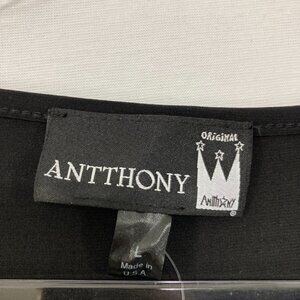 ORIGINAL
ANTTHONY
ANTTHONY
®
L
Made in
U.S.A.